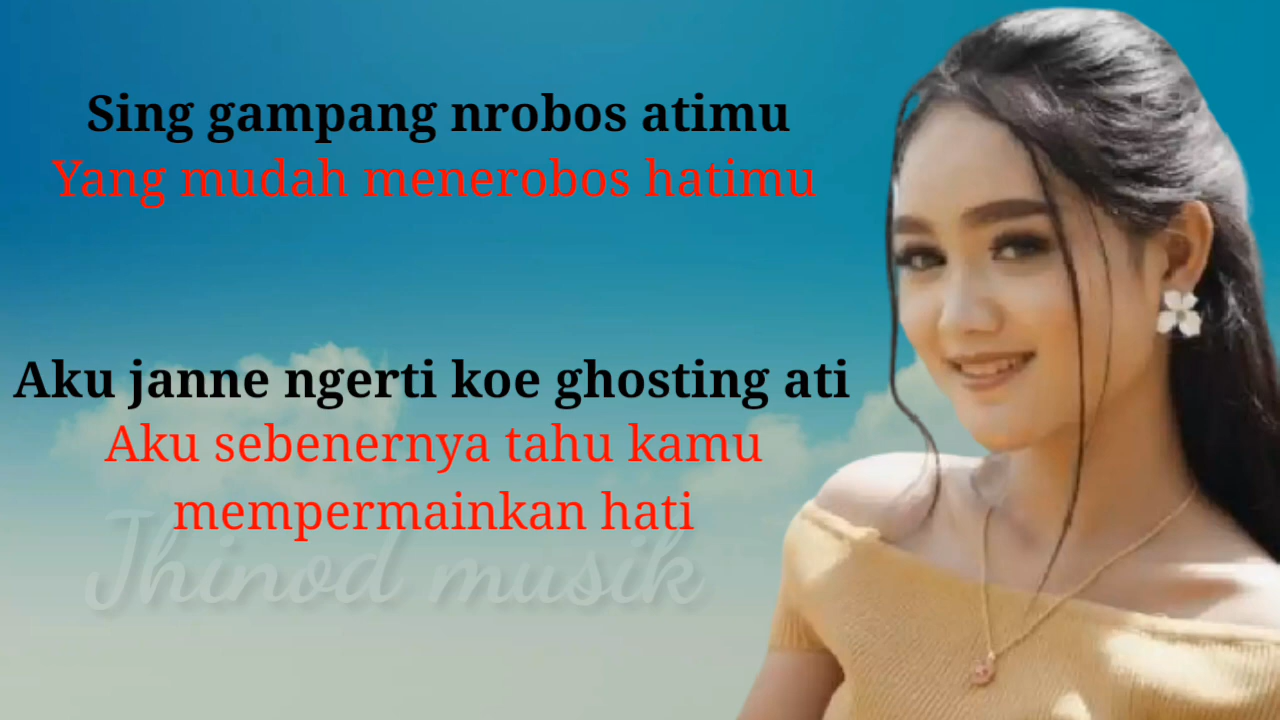 Sing gampang nrobos atimu
Yang mudah menerobos hatimu
Aku janne ngerti koe ghosting ati
Aku sebenernya tahu kamu
mempermainkan hati
Jhinod musik